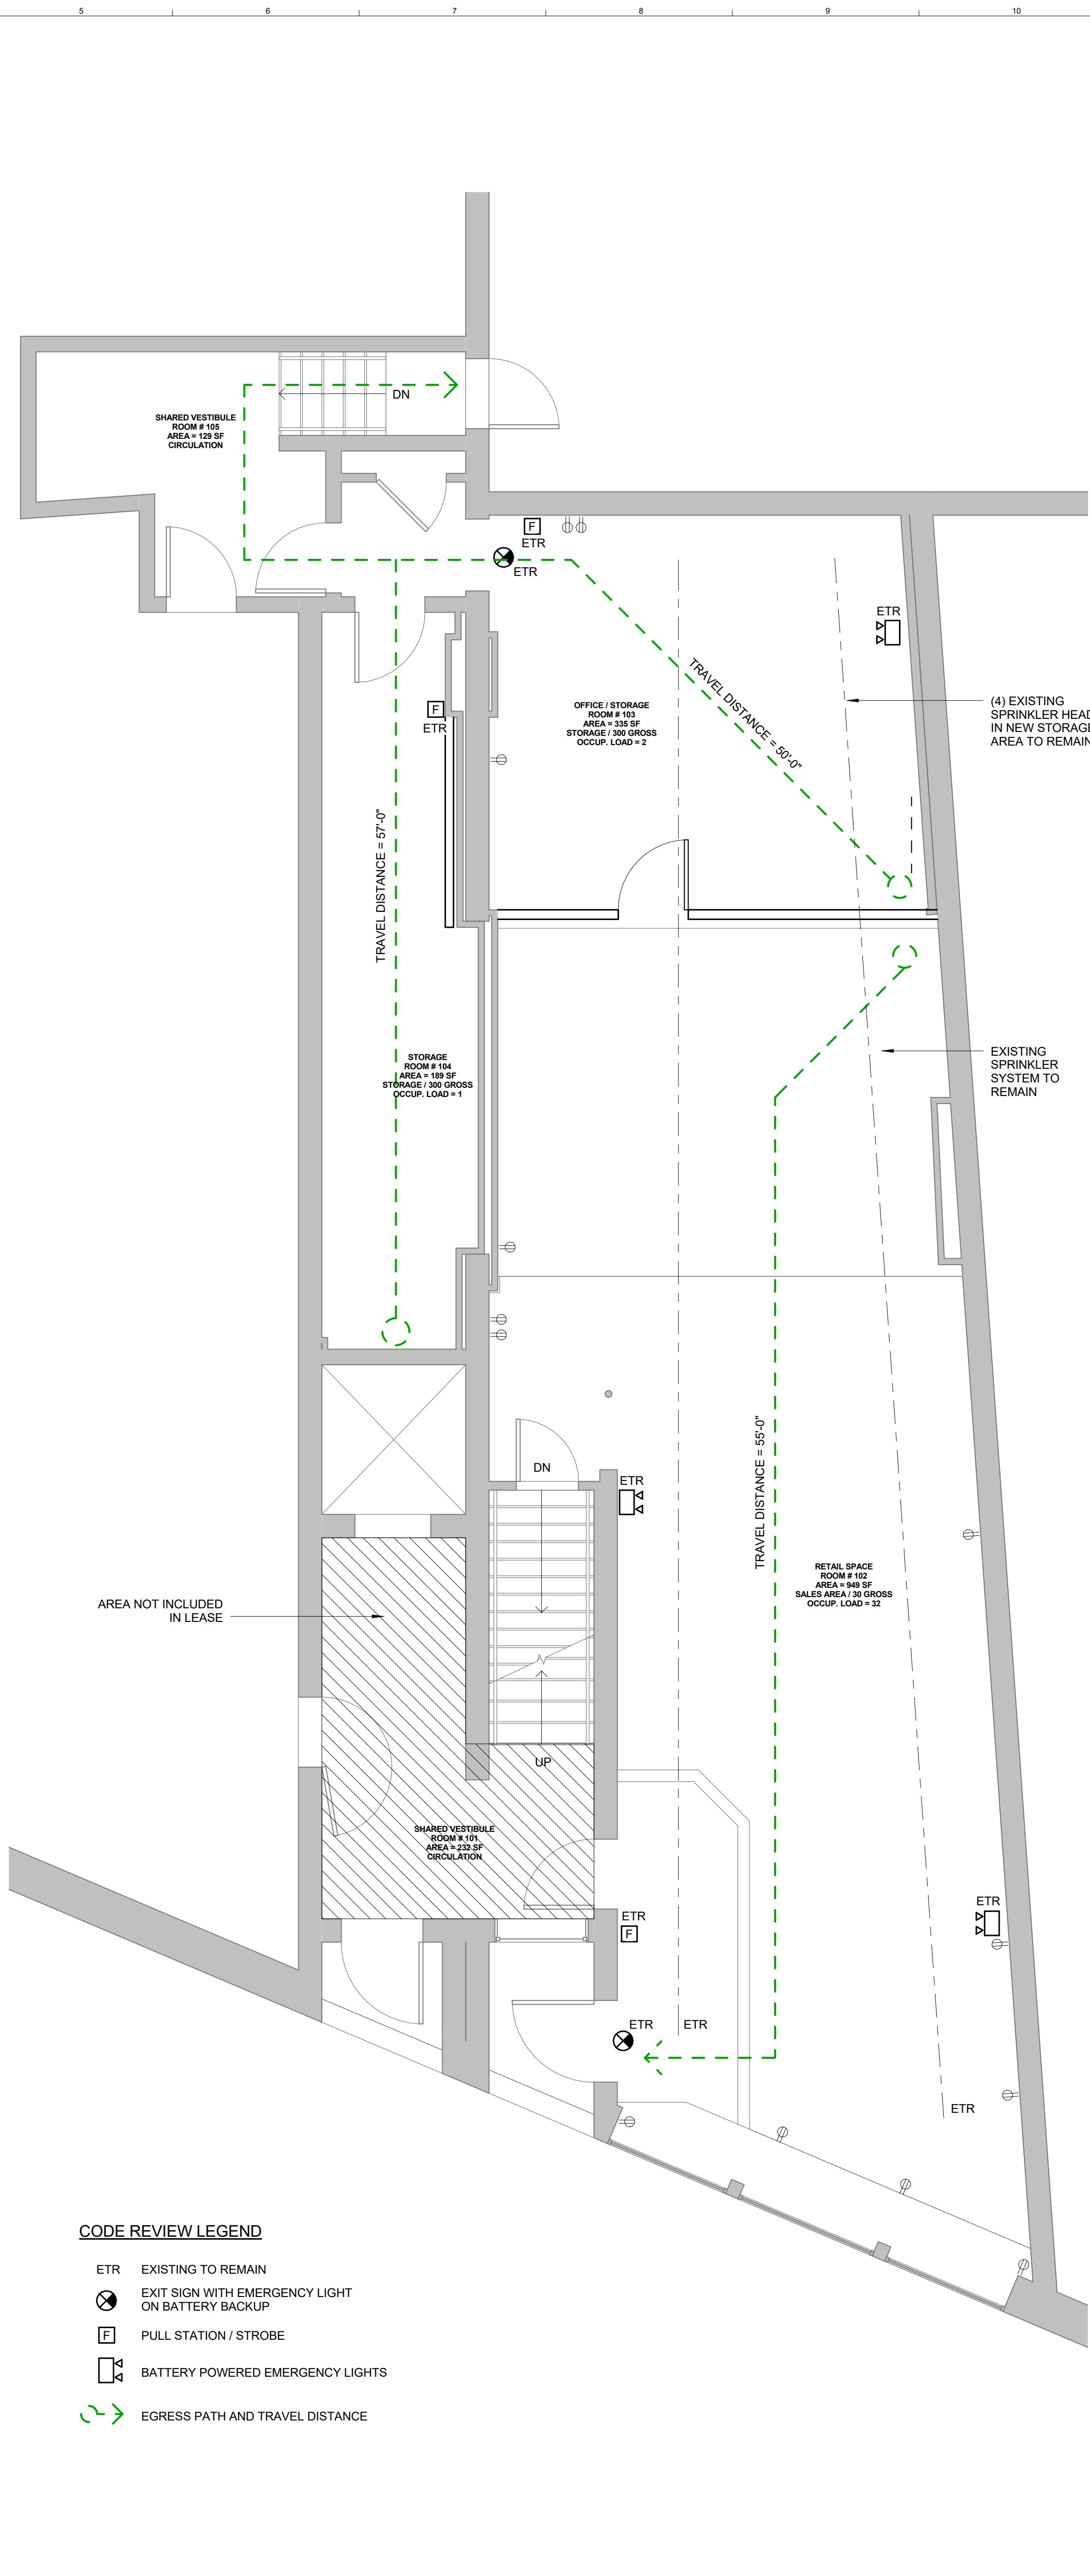 5 6 7 8 9 10
DN
SHARED VESTIBULE
ROOM # 105
AREA = 129 SF
CIRCULATION
F
ETR
ETR
ETR
TRAVEL DISTANCE = 50'-0"
(4) EXISTING
SPRINKLER HEAD
IN NEW STORAGE
AREA TO REMAIN
OFFICE / STORAGE
ROOM # 103
AREA = 335 SF
STORAGE / 300 GROSS
OCCUP. LOAD = 2
F
ETR
TRAVEL DISTANCE = 57'-0"
EXISTING
SPRINKLER
SYSTEM TO
REMAIN
STORAGE
ROOM # 104
AREA = 189 SF
STORAGE / 300 GROSS
OCCUP. LOAD = 1
DN
ETR
TRAVEL DISTANCE = 55'-0"
RETAIL SPACE
ROOM # 102
AREA = 949 SF
SALES AREA / 30 GROSS
OCCUP. LOAD = 32
AREA NOT INCLUDED
IN LEASE
UP
SHARED VESTIBULE
ROOM # 101
AREA = 232 SF
CIRCULATION
ETR
ETR
F
ETR
ETR
ETR
CODE REVIEW LEGEND
ETR EXISTING TO REMAIN
EXIT SIGN WITH EMERGENCY LIGHT
ON BATTERY BACKUP
F PULL STATION / STROBE
BATTERY POWERED EMERGENCY LIGHTS
EGRESS PATH AND TRAVEL DISTANCE